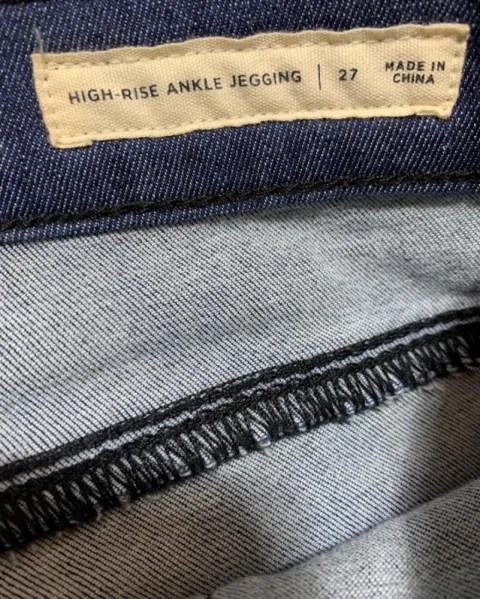 HIGH-RISE ANKLE JEGGING | 27 MADE IN
CHINA